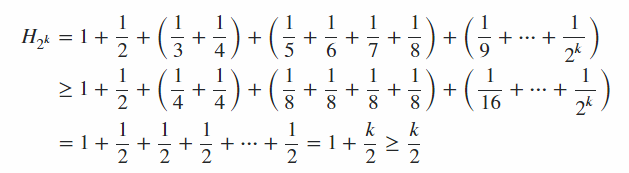 H_{2^k} = 1 + 1/2 + (1/3 + 1/4) + (1/5 + 1/6 + 1/7 + 1/8) + (1/9 + ⋯ + 1/2^k)
≥ 1 + 1/2 + (1/4 + 1/4) + (1/8 + 1/8 + 1/8 + 1/8) + (1/16 + ⋯ + 1/2^k)
= 1 + 1/2 + 1/2 + 1/2 + ⋯ + 1/2 = 1 + k/2 ≥ k/2